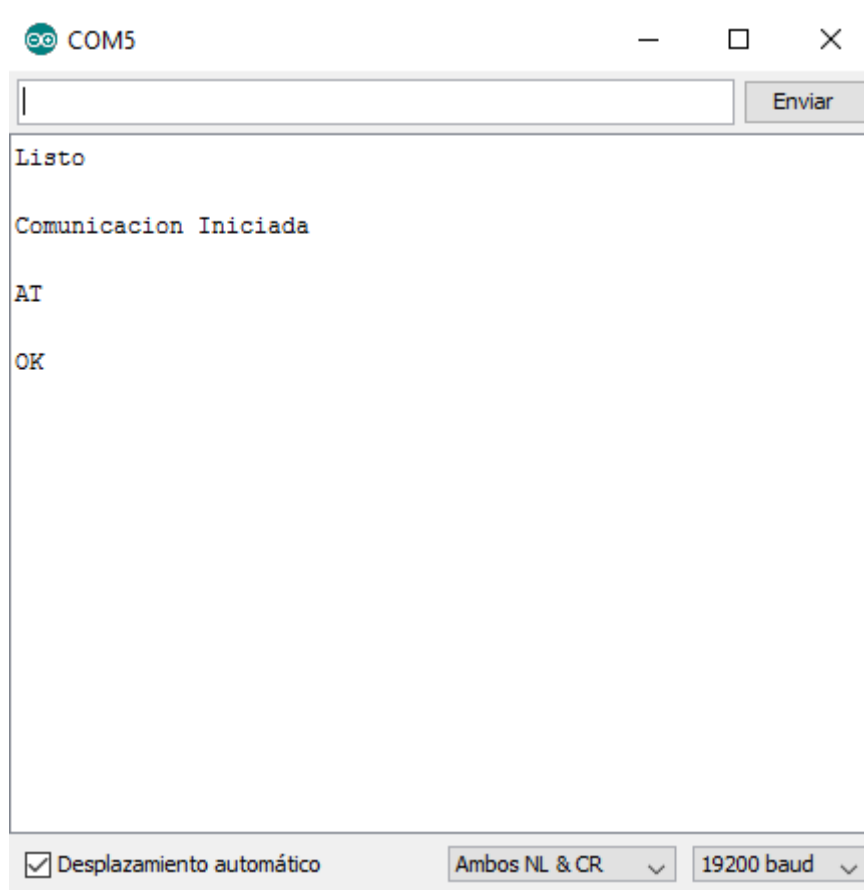 COM5
Enviar
Listo
Comunicacion Iniciada
AT
OK
Desplazamiento automático Ambos NL & CR 19200 baud